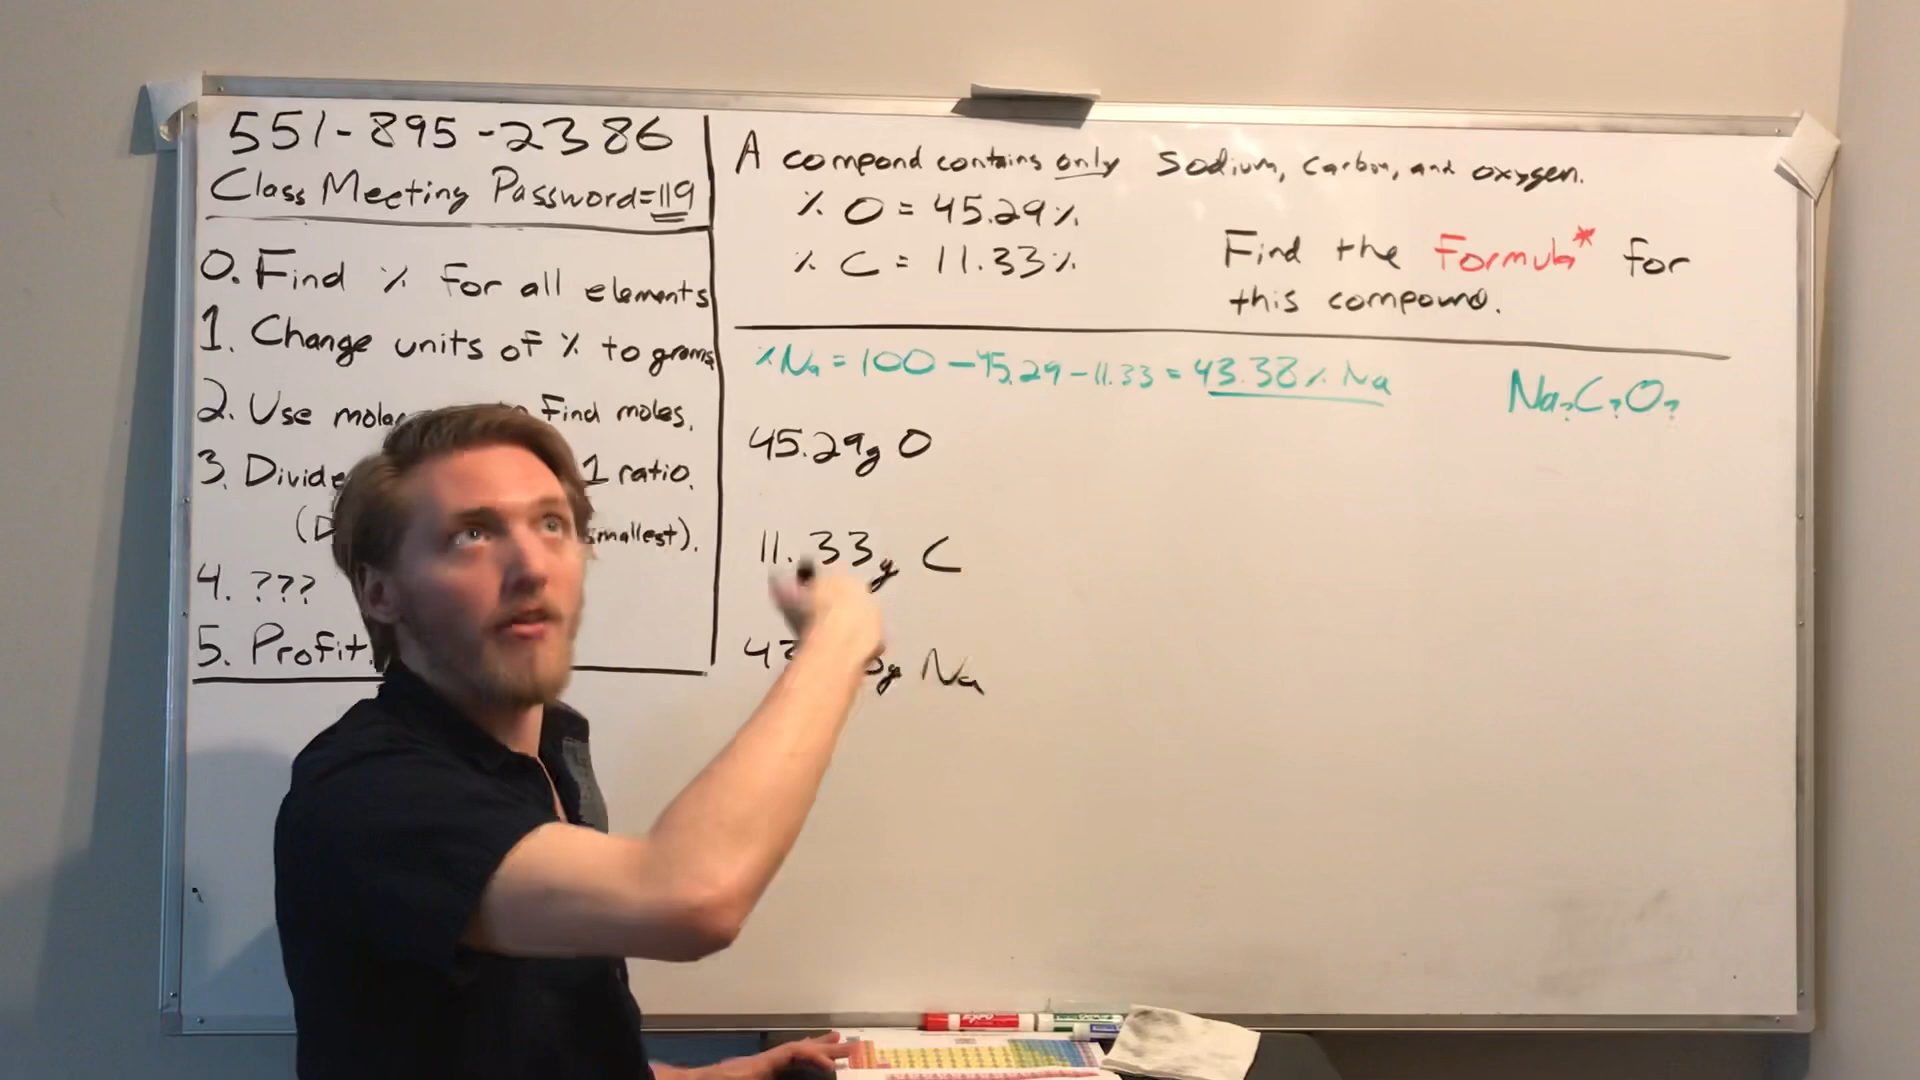 551-895-2386
Class Meeting Password=119
0. Find % for all elements
1. Change units of % to grams
2. Use Find moles.
3. Divide 1 ratio.
smallest).
4. ???
5. Profit
A compond contains only Sodium, carbon, and oxygen.
% O = 45.29%
% C = 11.33%
Find the Formula* for
this compound.
%Na = 100 - 45.29 - 11.33 = 43.38% Na
Na?C?O?
45.29g O
11.33g C
g Na
EXPO